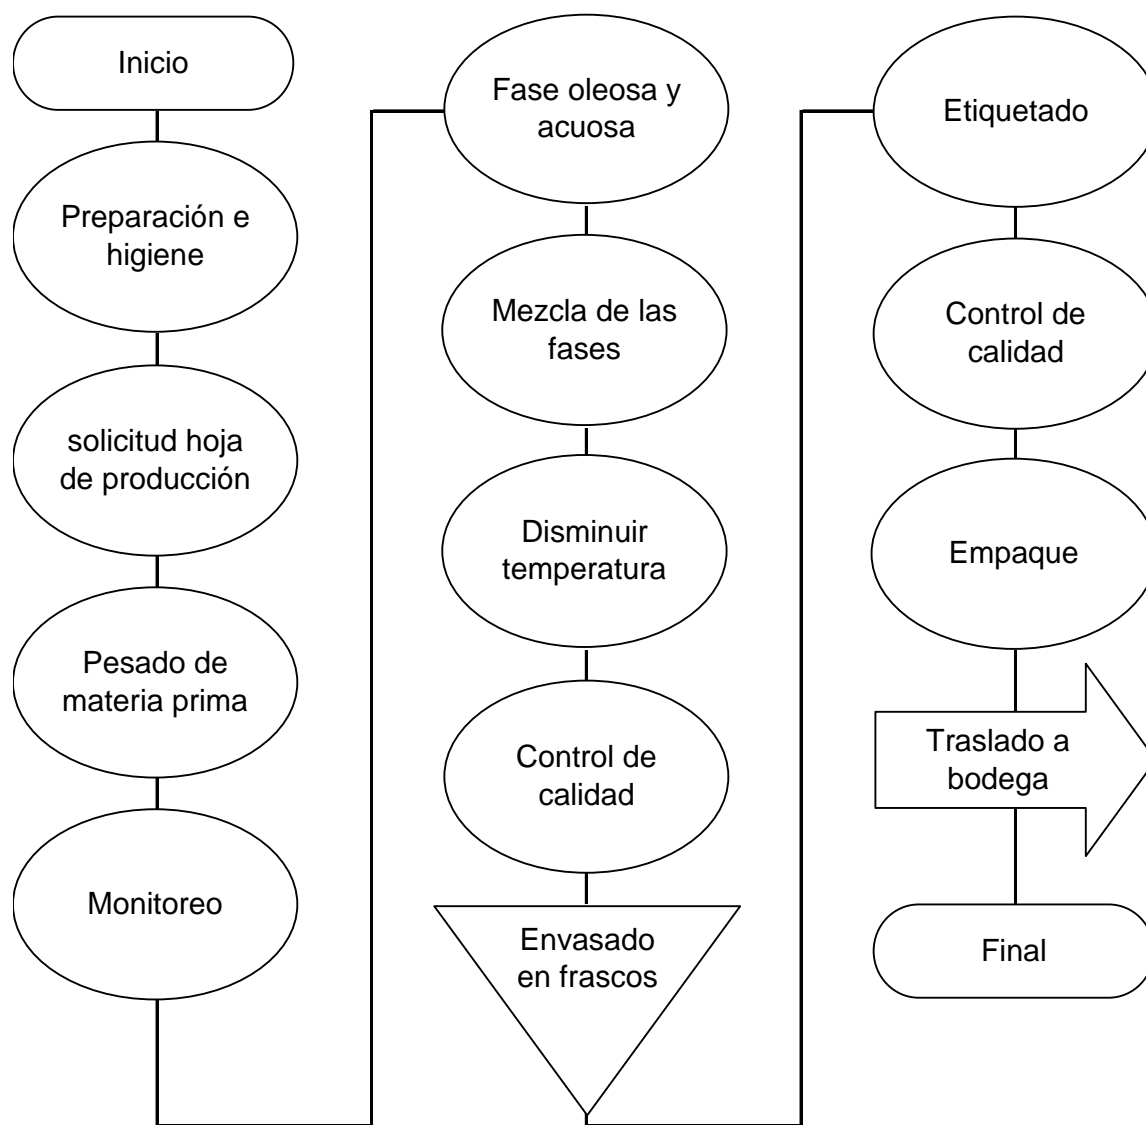 Inicio
Preparación e
higiene
solicitud hoja
de producción
Pesado de
materia prima
Monitoreo
Fase oleosa y
acuosa
Mezcla de las
fases
Disminuir
temperatura
Control de
calidad
Envasado
en frascos
Etiquetado
Control de
calidad
Empaque
Traslado a
bodega
Final